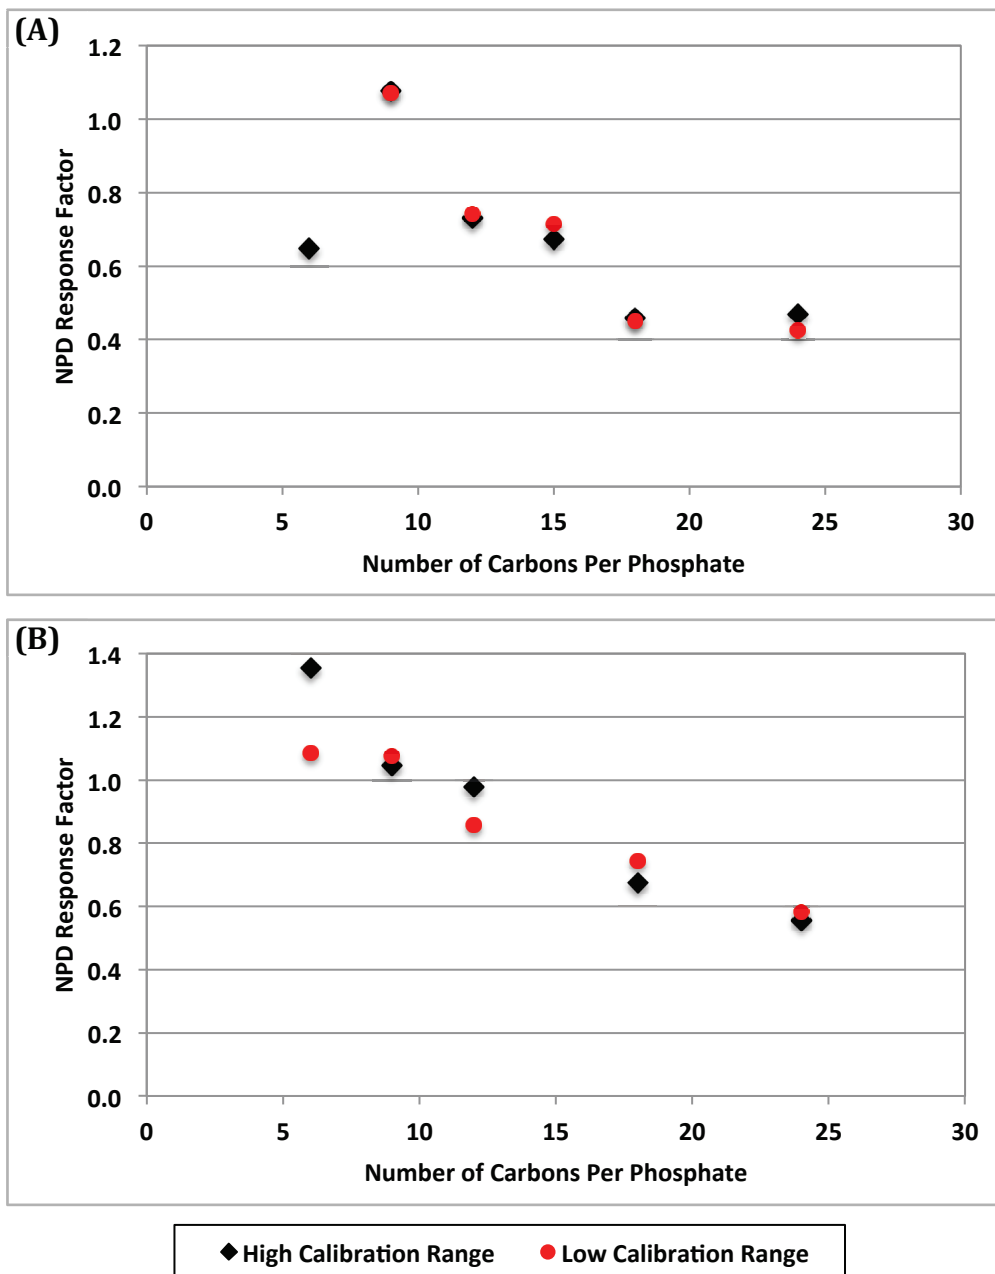 (A)
1.2
1.0
0.8
0.6
0.4
0.2
0.0
NPD Response Factor
0 5 10 15 20 25 30
Number of Carbons Per Phosphate
(B)
1.4
1.2
1.0
0.8
0.6
0.4
0.2
0.0
NPD Response Factor
0 5 10 15 20 25 30
Number of Carbons Per Phosphate
High Calibration Range Low Calibration Range